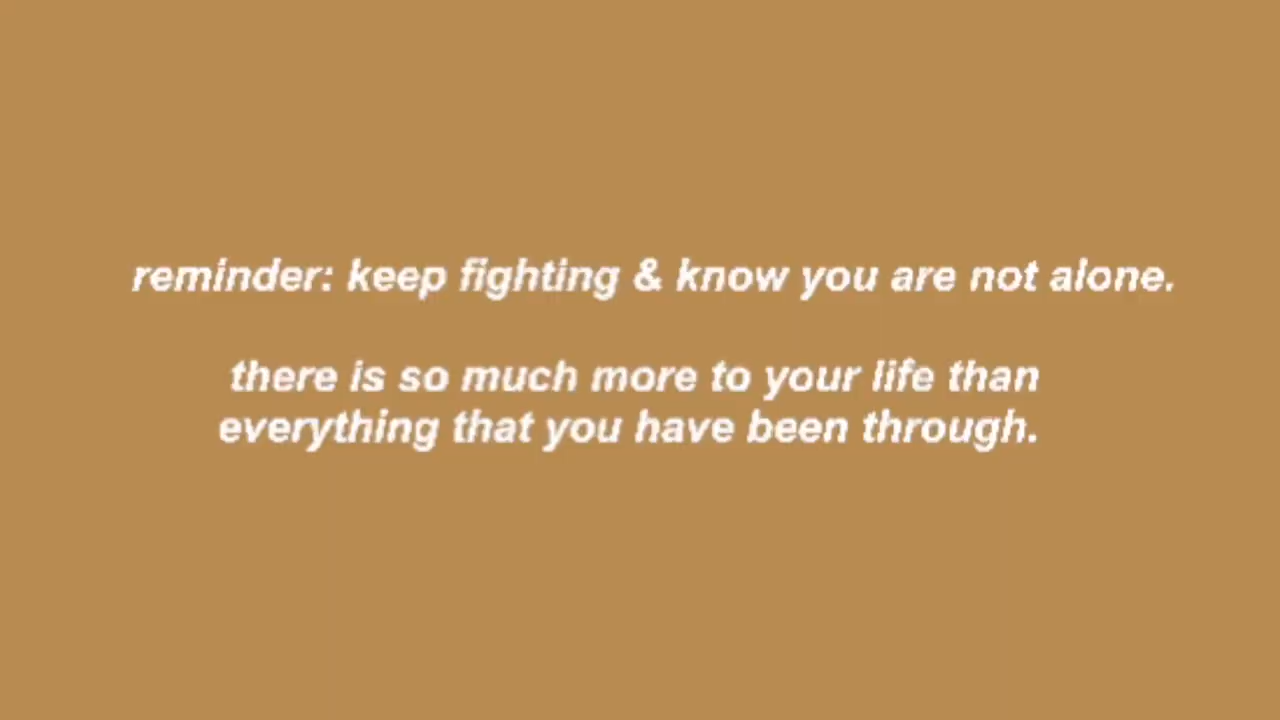 reminder: keep fighting & know you are not alone.
there is so much more to your life than
everything that you have been through.